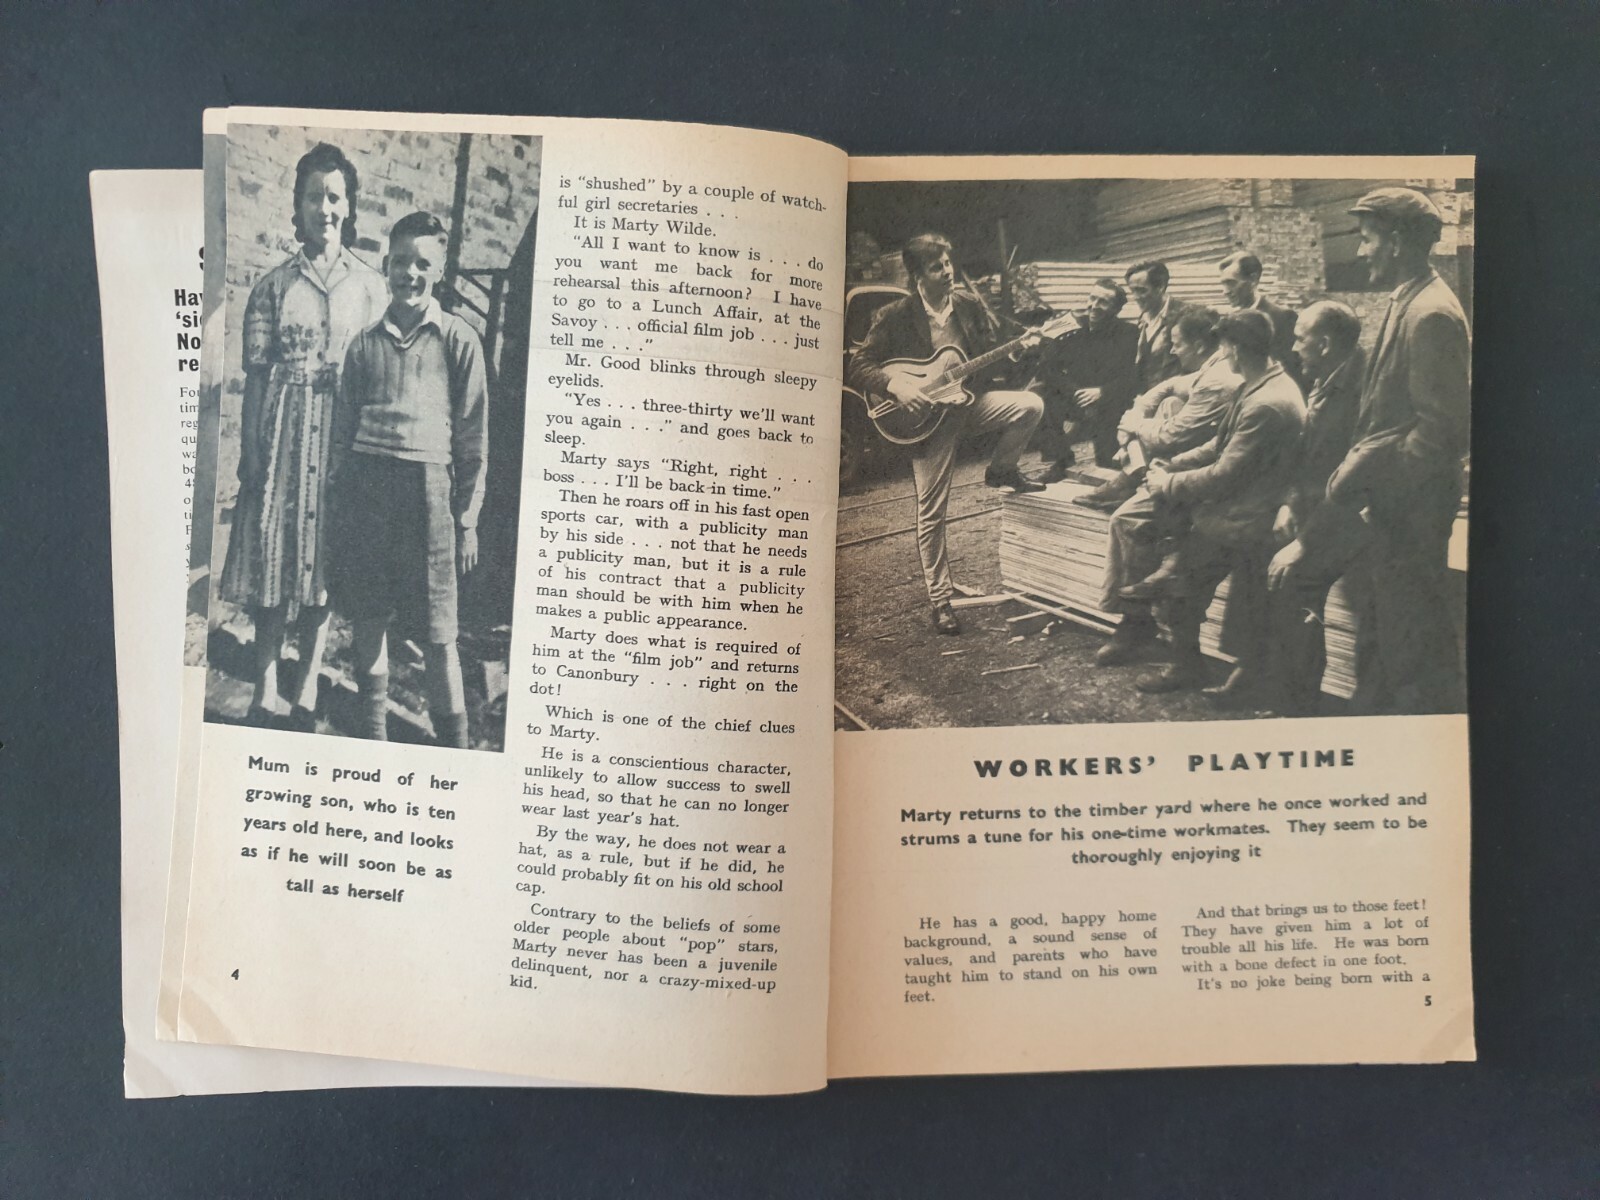 Hav
No
re
is “shushed” by a couple of watch-
ful girl secretaries . . .
It is Marty Wilde.
“All I want to know is . . . do
you want me back for more
rehearsal this afternoon? I have
to go to a Lunch Affair, at the
Savoy . . . official film job . . . just
tell me . . .”
Mr. Good blinks through sleepy
eyelids.
“Yes . . . three-thirty we’ll want
you again . . .” and goes back to
sleep.
Marty says “Right, right . . .
boss . . . I’ll be back in time.”
Then he roars off in his fast open
sports car, with a publicity man
by his side . . . not that he needs
a publicity man, but it is a rule
of his contract that a publicity
man should be with him when he
makes a public appearance.
Marty does what is required of
him at the “film job” and returns
to Canonbury . . . right on the
dot!
Which is one of the chief clues
to Marty.
He is a conscientious character,
unlikely to allow success to swell
his head, so that he can no longer
wear last year’s hat.
By the way, he does not wear a
hat, as a rule, but if he did, he
could probably fit on his old school
cap.
Contrary to the beliefs of some
older people about “pop” stars,
Marty never has been a juvenile
delinquent, nor a crazy-mixed-up
kid.
Mum is proud of her
growing son, who is ten
years old here, and looks
as if he will soon be as
tall as herself
4
WORKERS’ PLAYTIME
Marty returns to the timber yard where he once worked and
strums a tune for his one-time workmates. They seem to be
thoroughly enjoying it
He has a good, happy home
background, a sound sense of
values, and parents who have
taught him to stand on his own
feet.
And that brings us to those feet!
They have given him a lot of
trouble all his life. He was born
with a bone defect in one foot.
It’s no joke being born with a
5